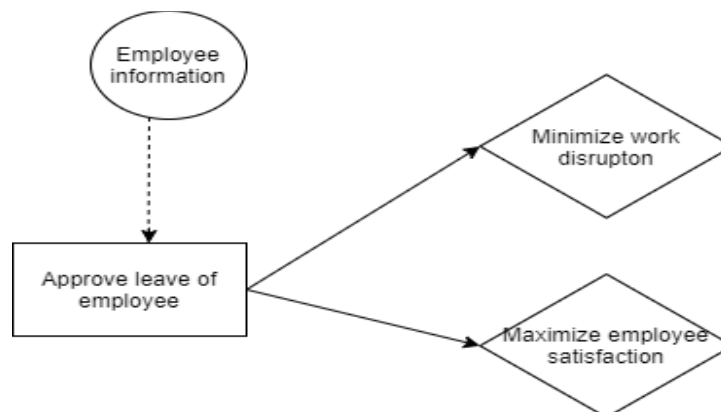 Employee
information
Minimize work
disrupton
Approve leave of
employee
Maximize employee
satisfaction